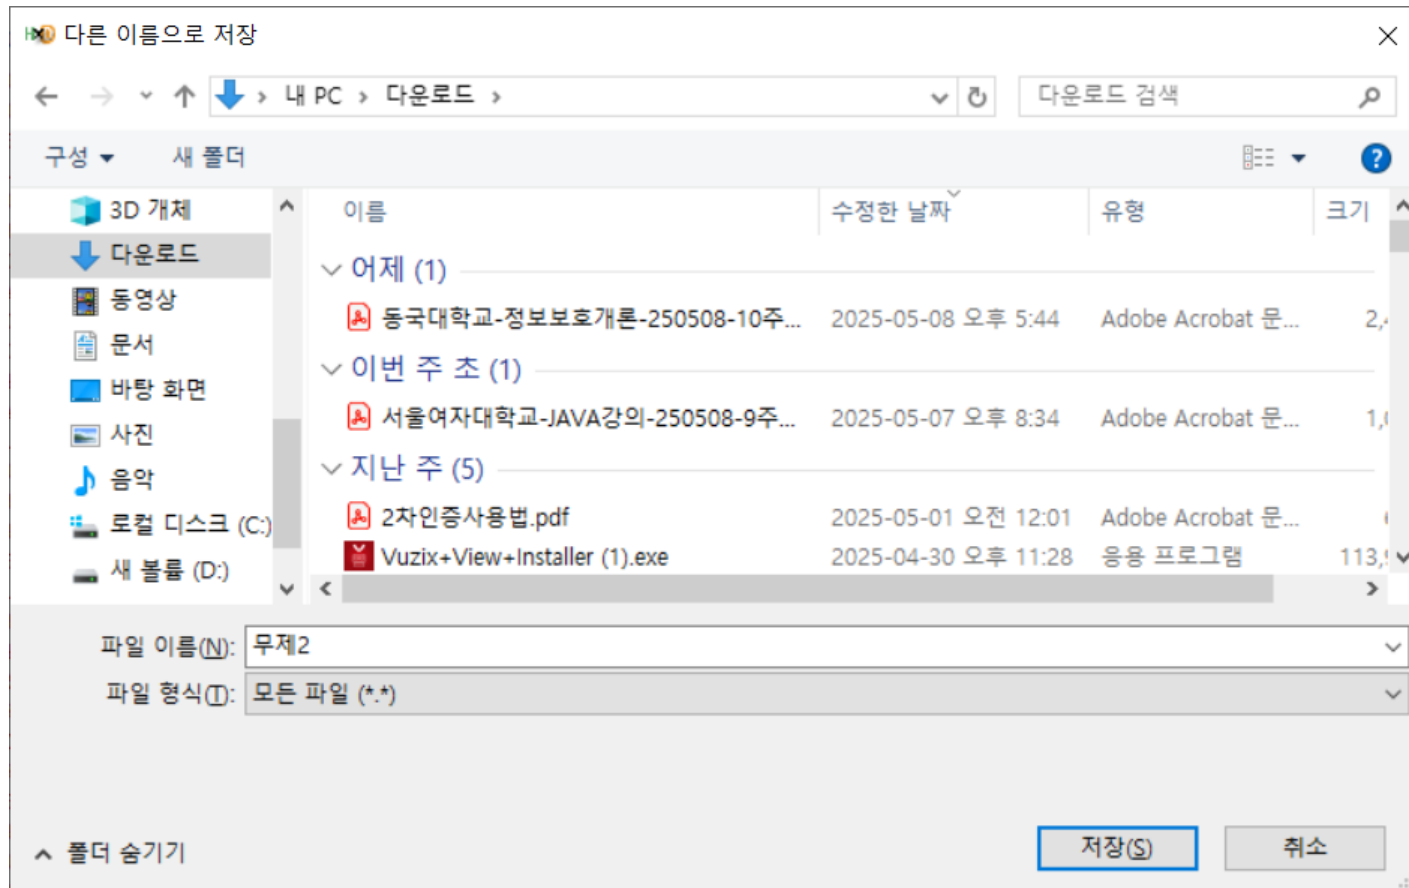 다른 이름으로 저장
내 PC > 다운로드 >
다운로드 검색
구성
새 폴더
3D 개체
다운로드
동영상
문서
바탕 화면
사진
음악
로컬 디스크 (C:)
새 볼륨 (D:)
이름 수정한 날짜 유형 크기
어제 (1)
동국대학교-정보보호개론-250508-10주... 2025-05-08 오후 5:44 Adobe Acrobat 문... 2,
이번 주 초 (1)
서울여자대학교-JAVA강의-250508-9주... 2025-05-07 오후 8:34 Adobe Acrobat 문... 1,
지난 주 (5)
2차인증사용법.pdf 2025-05-01 오전 12:01 Adobe Acrobat 문...
Vuzix+View+Installer (1).exe 2025-04-30 오후 11:28 응용 프로그램 113,
파일 이름(N): 무제2
파일 형식(T): 모든 파일 (*.*)
폴더 숨기기
저장(S)
취소